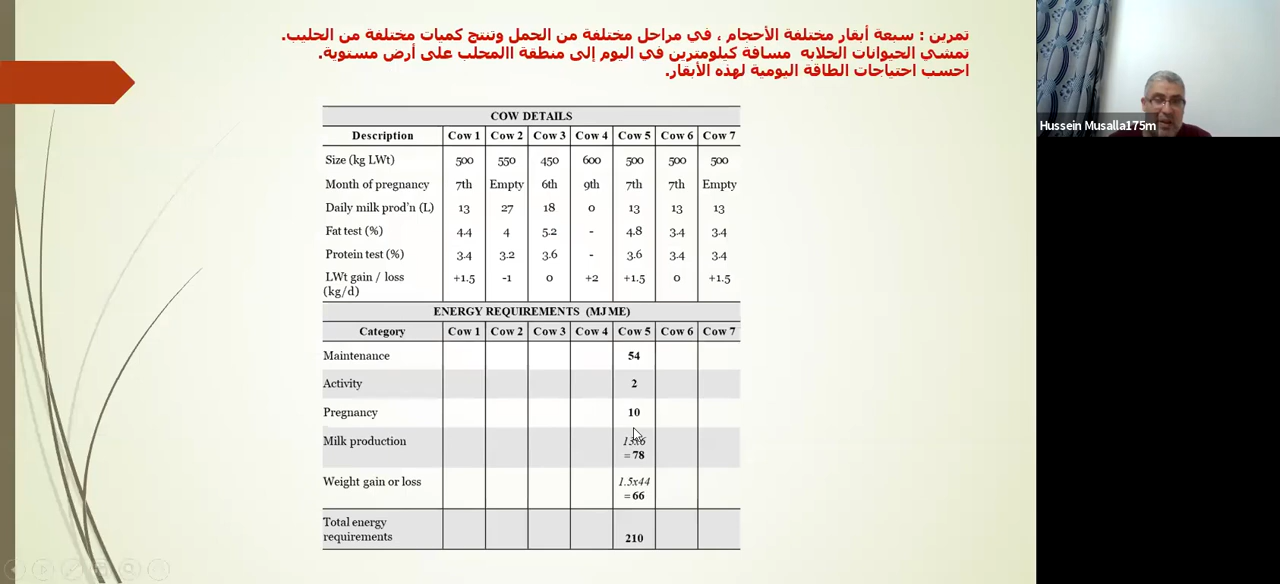 تمرين : سبعة أبقار مختلفة الأحجام ، في مراحل مختلفة من الحمل وتنتج كميات مختلفة من الحليب.
تمشي الحيوانات الحلابه مسافة كيلومترين في اليوم إلى منطقة االمحلب على أرض مستوية.
احسب احتياجات الطاقة اليومية لهذه الأبقار.
Hussein Musalla175m
COW DETAILS
Description Cow 1 Cow 2 Cow 3 Cow 4 Cow 5 Cow 6 Cow 7
Size (kg LWt) 500 550 450 600 500 500 500
Month of pregnancy 7th Empty 6th 9th 7th 7th Empty
Daily milk prod'n (L) 13 27 18 0 13 13 13
Fat test (%) 4.4 4 5.2 - 4.8 3.4 3.4
Protein test (%) 3.4 3.2 3.6 - 3.6 3.4 3.4
LWt gain / loss +1.5 -1 0 +2 +1.5 0 +1.5
(kg/d)
ENERGY REQUIREMENTS (MJ ME)
Category Cow 1 Cow 2 Cow 3 Cow 4 Cow 5 Cow 6 Cow 7
Maintenance 54
Activity 2
Pregnancy 10
Milk production 13x6
= 78
Weight gain or loss 1.5x44
= 66
Total energy
requirements 210